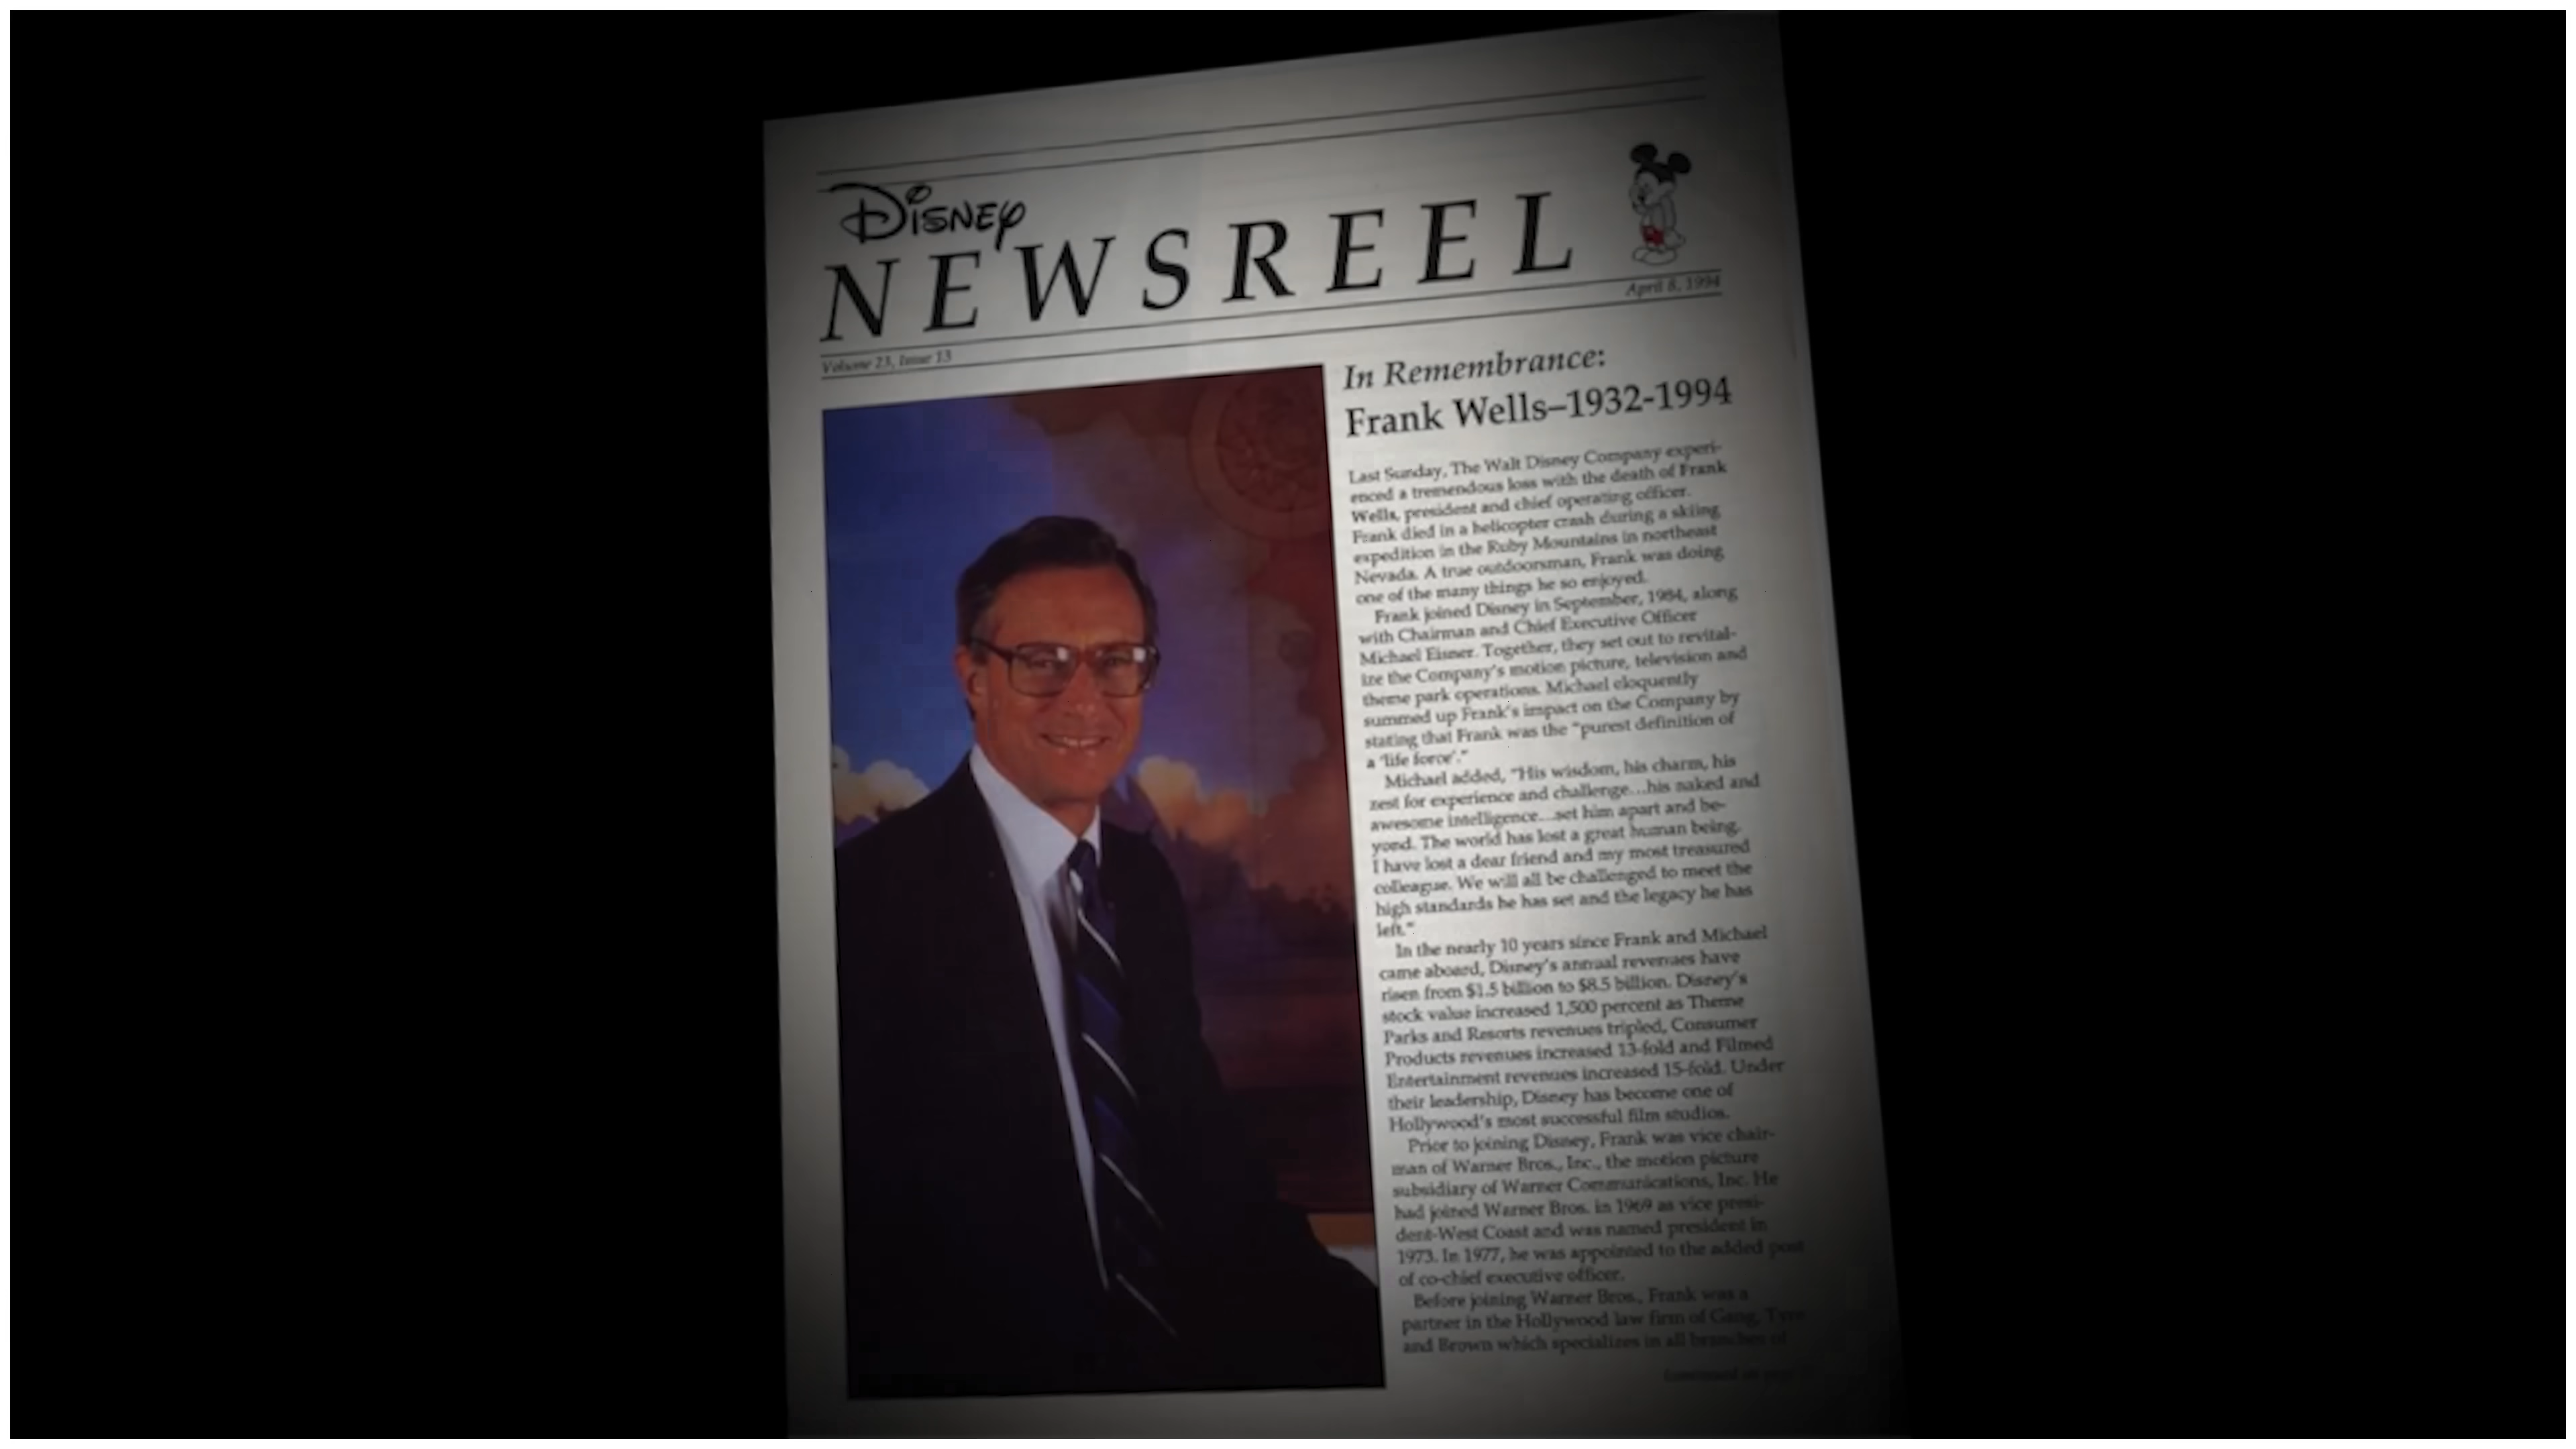 Disney
NEWSREEL
April 8, 1994
Volume 23, Issue 13
In Remembrance:
Frank Wells–1932-1994
Last Sunday, The Walt Disney Company experi-
enced a tremendous loss with the death of Frank
Wells, president and chief operating officer.
Frank died in a helicopter crash during a skiing
expedition in the Ruby Mountains in northeast
Nevada. A true outdoorsman, Frank was doing
one of the many things he so enjoyed.
Frank joined Disney in September, 1984, along
with Chairman and Chief Executive Officer
Michael Eisner. Together, they set out to revital-
ize the Company's motion picture, television and
theme park operations. Michael eloquently
summed up Frank's impact on the Company by
stating that Frank was the "purest definition of
a 'life force'."
Michael added, "His wisdom, his charm, his
zest for experience and challenge...his naked and
awesome intelligence...set him apart and be-
yond. The world has lost a great human being.
I have lost a dear friend and my most treasured
colleague. We will all be challenged to meet the
high standards he has set and the legacy he has
left."
In the nearly 10 years since Frank and Michael
came aboard, Disney's annual revenues have
risen from $1.5 billion to $8.5 billion. Disney's
stock value increased 1,500 percent as Theme
Parks and Resorts revenues tripled, Consumer
Products revenues increased 13-fold and Filmed
Entertainment revenues increased 15-fold. Under
their leadership, Disney has become one of
Hollywood's most successful film studios.
Prior to joining Disney, Frank was vice chair-
man of Warner Bros., Inc., the motion picture
subsidiary of Warner Communications, Inc. He
had joined Warner Bros. in 1969 as vice presi-
dent-West Coast and was named president in
1973. In 1977, he was appointed to the added post
of co-chief executive officer.
Before joining Warner Bros., Frank was a
partner in the Hollywood law firm of Gang, Tyre
and Brown which specializes in all branches of